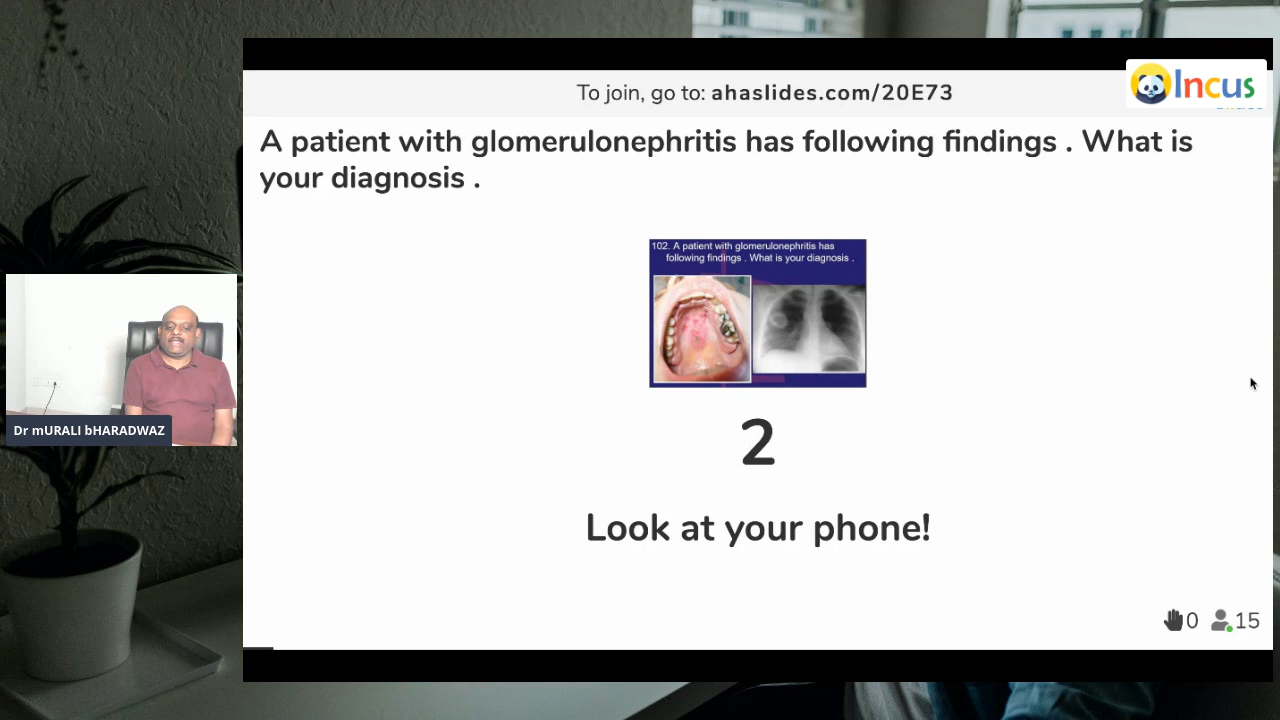 To join, go to: ahaslides.com/20E73
Incus
A patient with glomerulonephritis has following findings . What is
your diagnosis .
102. A patient with glomerulonephritis has
following findings . What is your diagnosis .
2
Look at your phone!
Dr mURALI bHARADWAZ
0 15